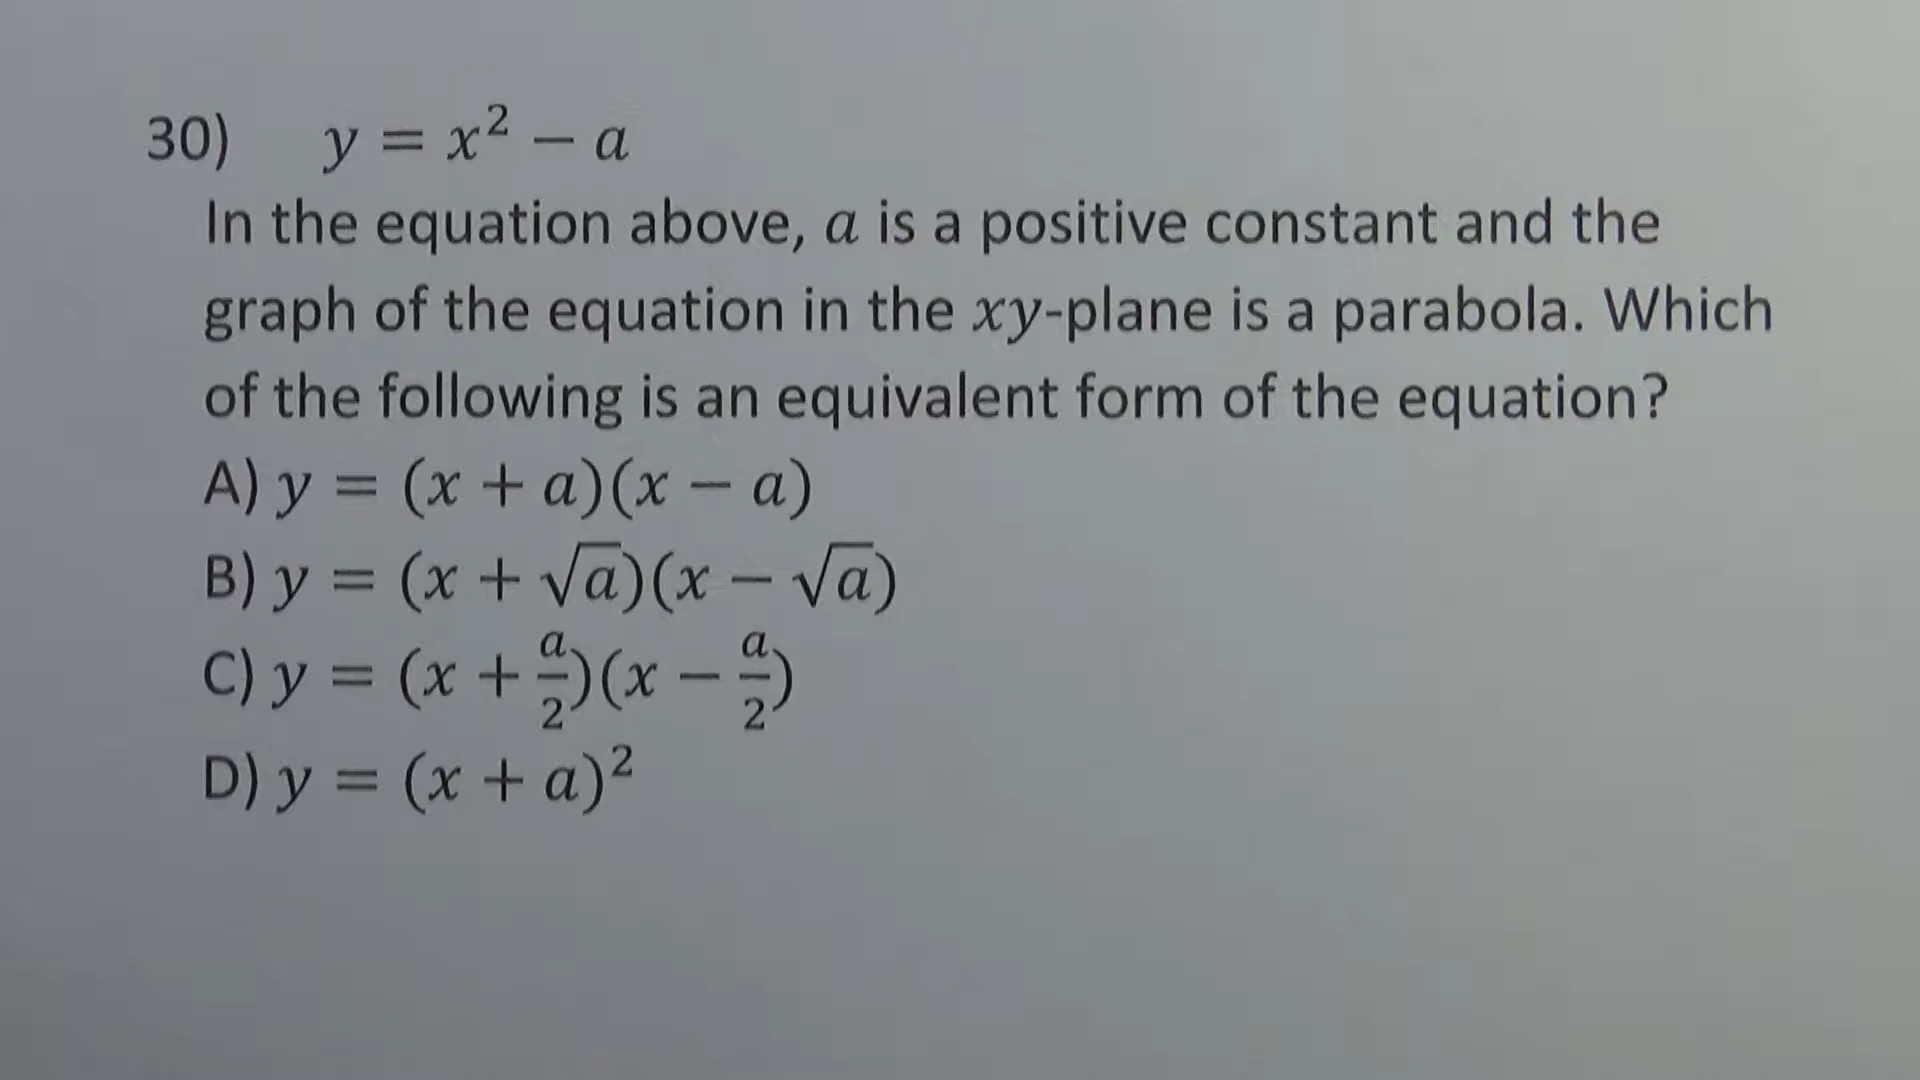 30) y = x² − a
In the equation above, a is a positive constant and the
graph of the equation in the xy-plane is a parabola. Which
of the following is an equivalent form of the equation?
A) y = (x + a)(x − a)
B) y = (x + √a)(x − √a)
C) y = (x + a/2)(x − a/2)
D) y = (x + a)²